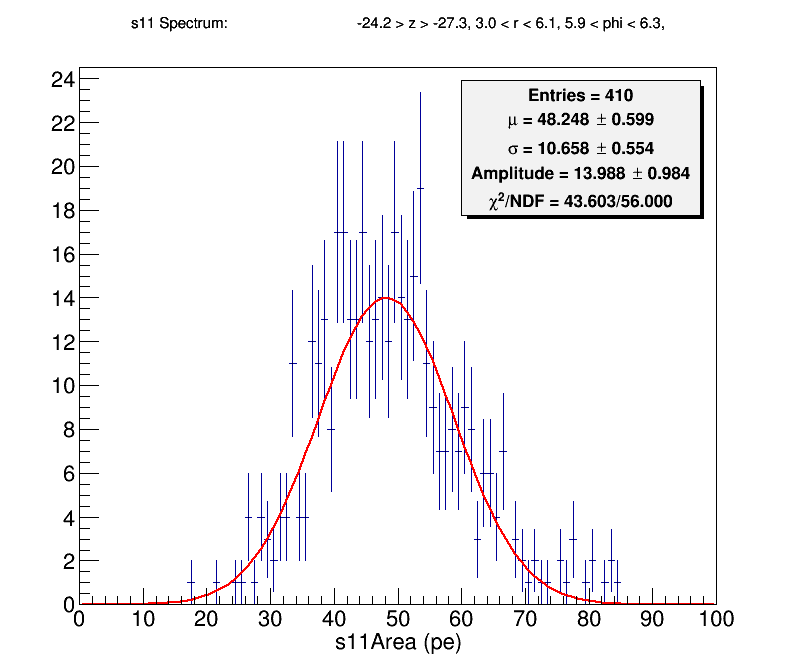 s11 Spectrum: -24.2 > z > -27.3, 3.0 < r < 6.1, 5.9 < phi < 6.3,
Entries = 410
μ = 48.248 ± 0.599
σ = 10.658 ± 0.554
Amplitude = 13.988 ± 0.984
χ²/NDF = 43.603/56.000
24
22
20
18
16
14
12
10
8
6
4
2
0
0 10 20 30 40 50 60 70 80 90 100
s11Area (pe)